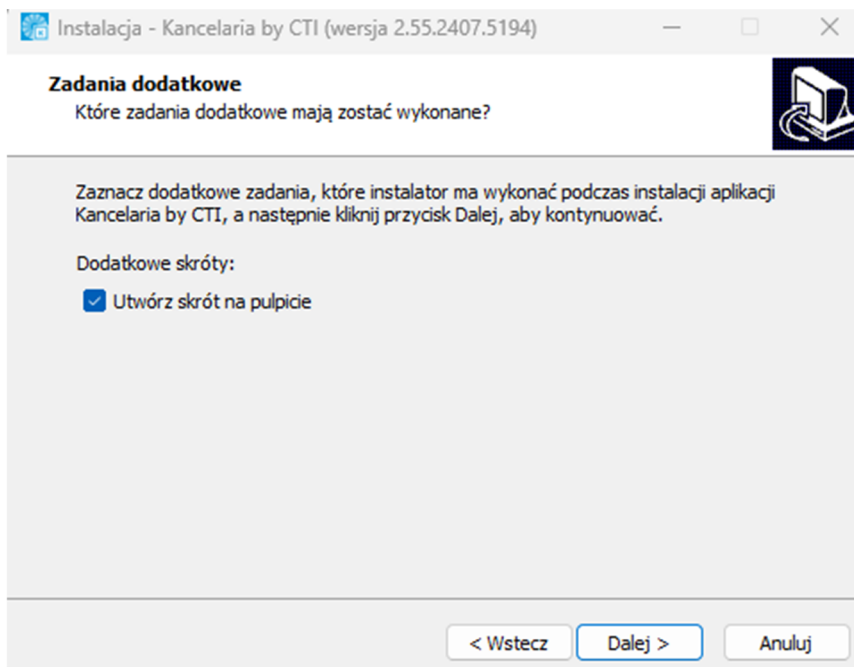 Instalacja - Kancelaria by CTI (wersja 2.55.2407.5194)
Zadania dodatkowe
Które zadania dodatkowe mają zostać wykonane?
Zaznacz dodatkowe zadania, które instalator ma wykonać podczas instalacji aplikacji
Kancelaria by CTI, a następnie kliknij przycisk Dalej, aby kontynuować.
Dodatkowe skróty:
Utwórz skrót na pulpicie
< Wstecz
Dalej >
Anuluj